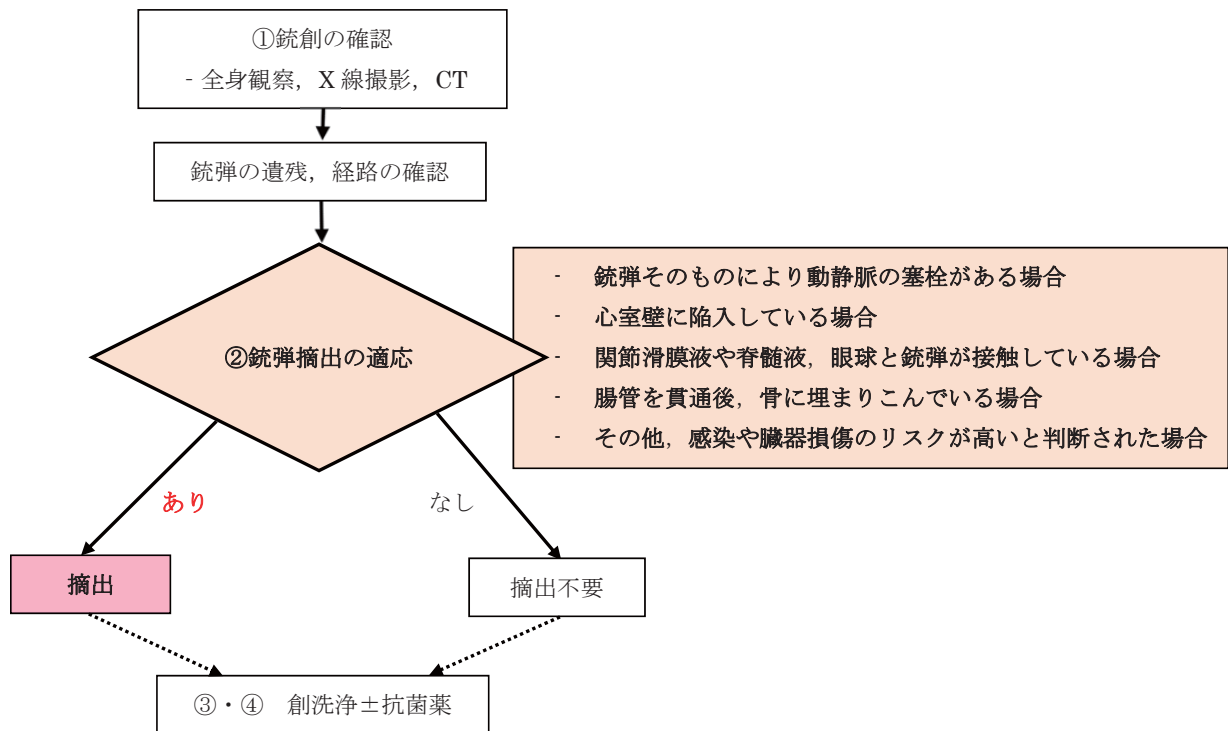 ①銃創の確認
- 全身観察，X 線撮影，CT
銃弾の遺残，経路の確認
②銃弾摘出の適応
- 銃弾そのものにより動静脈の塞栓がある場合
- 心室壁に陥入している場合
- 関節滑膜液や脊髄液，眼球と銃弾が接触している場合
- 腸管を貫通後，骨に埋まりこんでいる場合
- その他，感染や臓器損傷のリスクが高いと判断された場合
あり
なし
摘出
摘出不要
③・④　創洗浄±抗菌薬